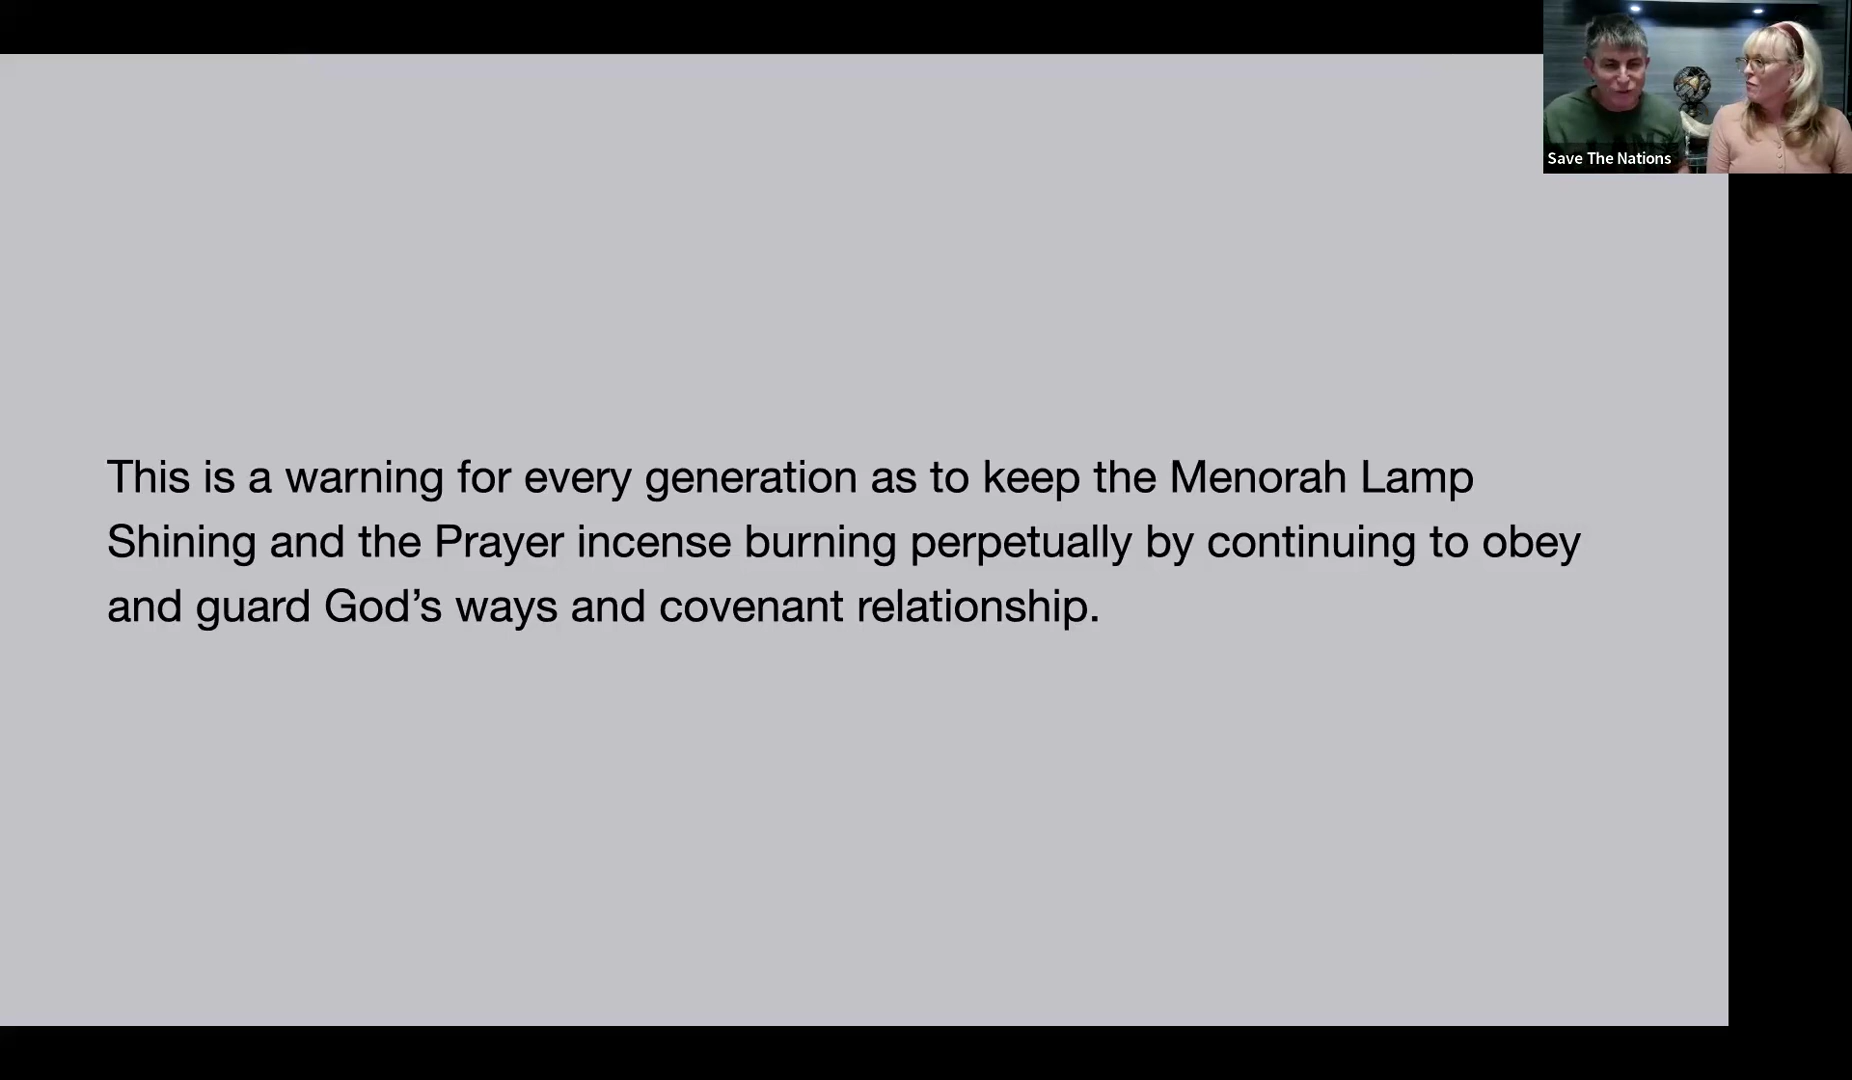 Save The Nations
This is a warning for every generation as to keep the Menorah Lamp
Shining and the Prayer incense burning perpetually by continuing to obey
and guard God’s ways and covenant relationship.